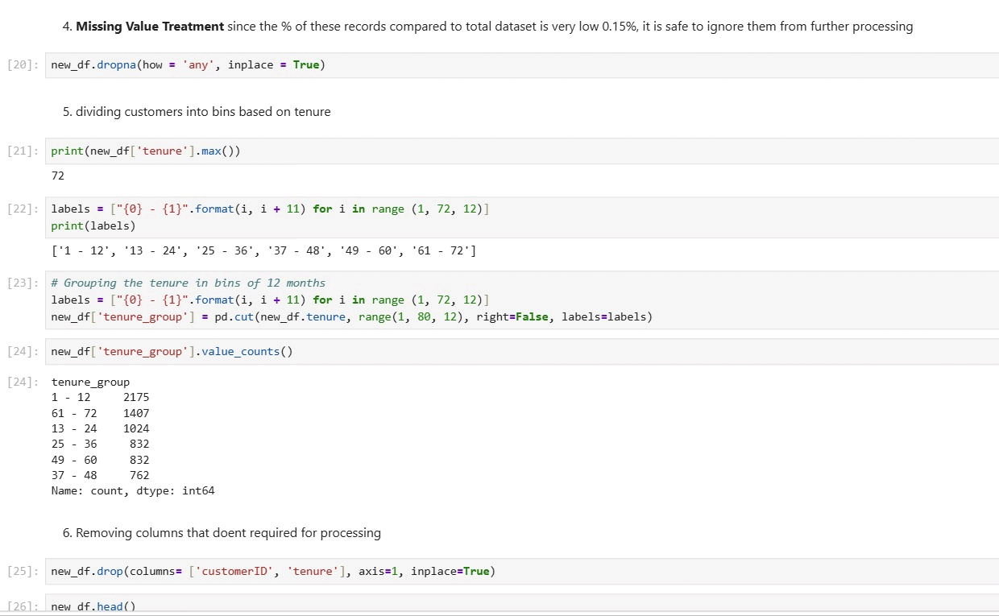 4. Missing Value Treatment since the % of these records compared to total dataset is very low 0.15%, it is safe to ignore them from further processing
[20]: new_df.dropna(how = 'any', inplace = True)
5. dividing customers into bins based on tenure
[21]: print(new_df['tenure'].max())
72
[22]: labels = ["{0} - {1}".format(i, i + 11) for i in range (1, 72, 12)]
print(labels)
['1 - 12', '13 - 24', '25 - 36', '37 - 48', '49 - 60', '61 - 72']
[23]: # Grouping the tenure in bins of 12 months
labels = ["{0} - {1}".format(i, i + 11) for i in range (1, 72, 12)]
new_df['tenure_group'] = pd.cut(new_df.tenure, range(1, 80, 12), right=False, labels=labels)
[24]: new_df['tenure_group'].value_counts()
[24]: tenure_group
1 - 12     2175
61 - 72    1407
13 - 24    1024
25 - 36     832
49 - 60     832
37 - 48     762
Name: count, dtype: int64
6. Removing columns that doent required for processing
[25]: new_df.drop(columns= ['customerID', 'tenure'], axis=1, inplace=True)
[26]: new_df.head()